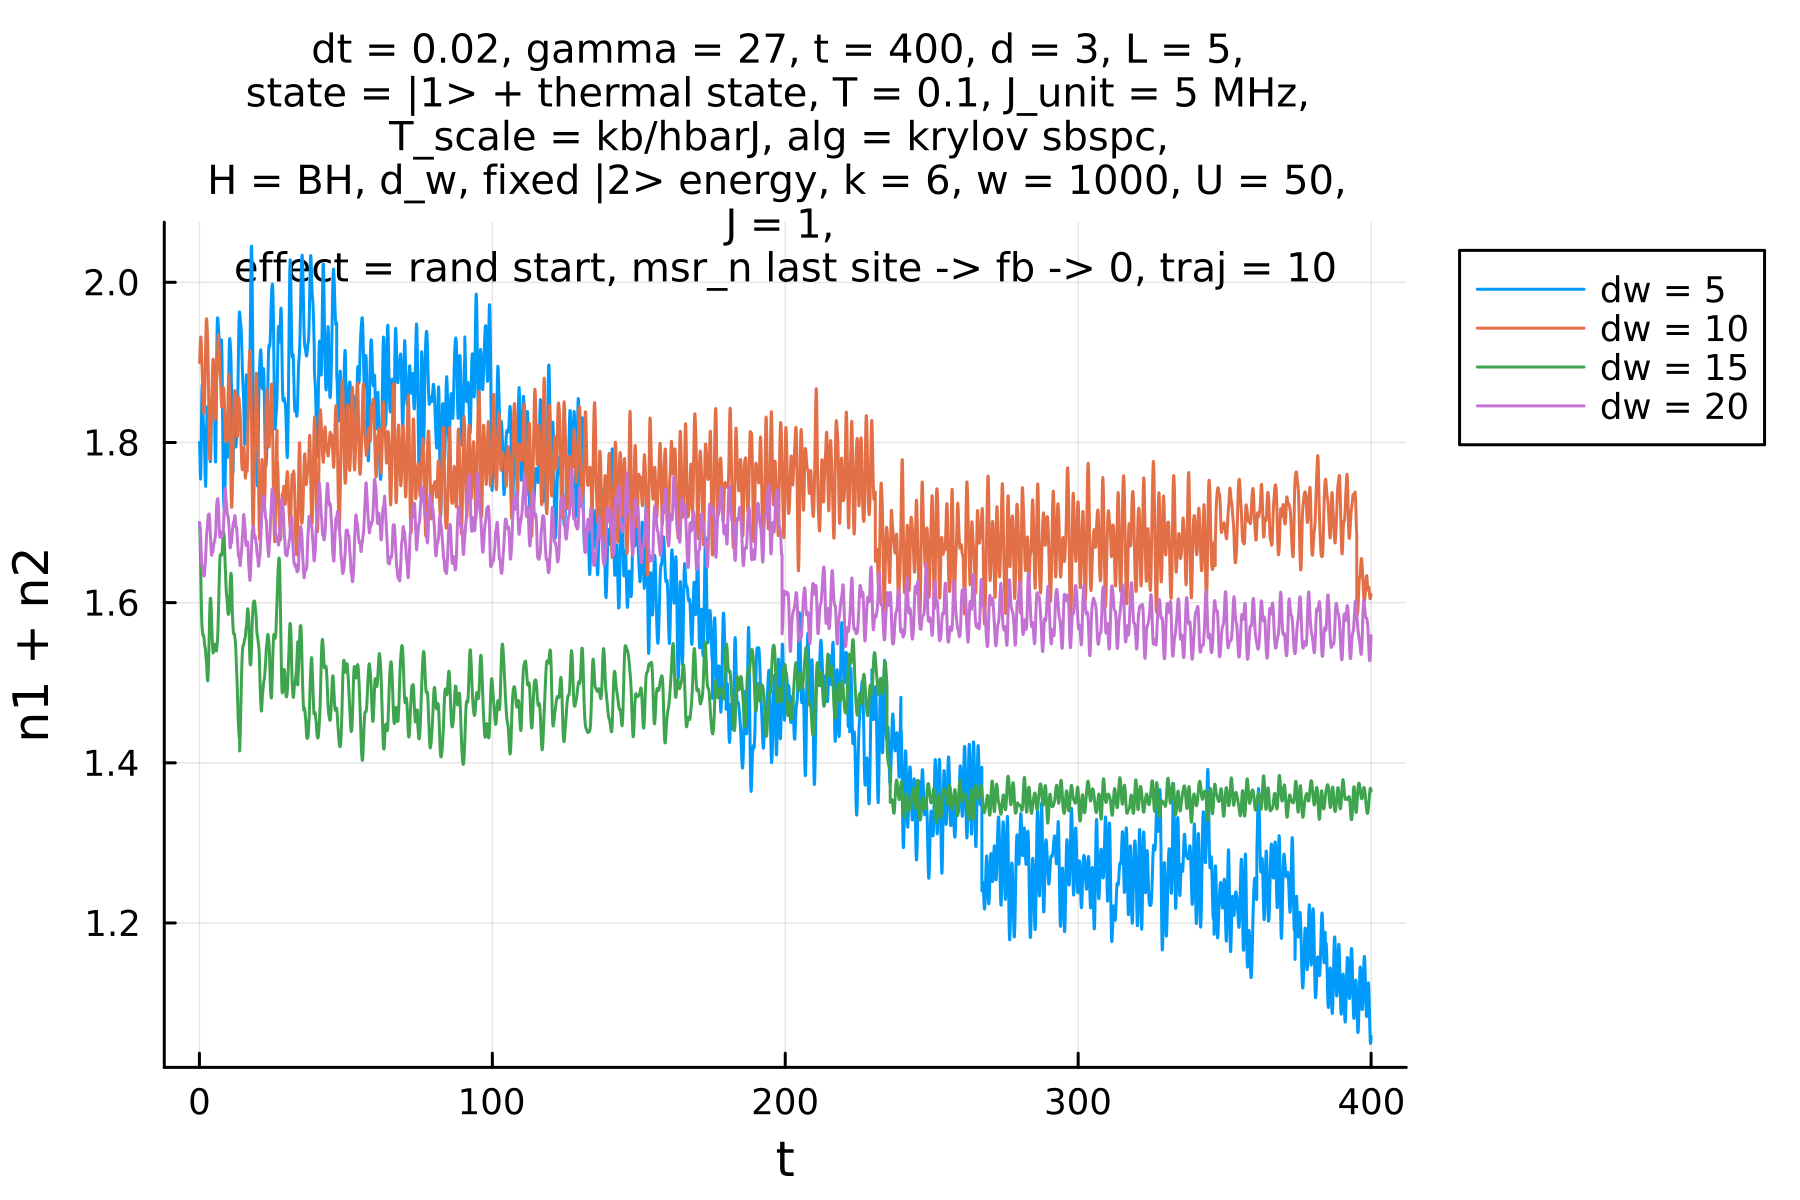 dt = 0.02, gamma = 27, t = 400, d = 3, L = 5,
state = |1> + thermal state, T = 0.1, J_unit = 5 MHz,
T_scale = kb/hbarJ, alg = krylov sbspc,
H = BH, d_w, fixed |2> energy, k = 6, w = 1000, U = 50,
J = 1,
effect = rand start, msr_n last site -> fb -> 0, traj = 10
2.0
1.8
1.6
1.4
1.2
n1 + n2
0 100 200 300 400
t
dw = 5
dw = 10
dw = 15
dw = 20